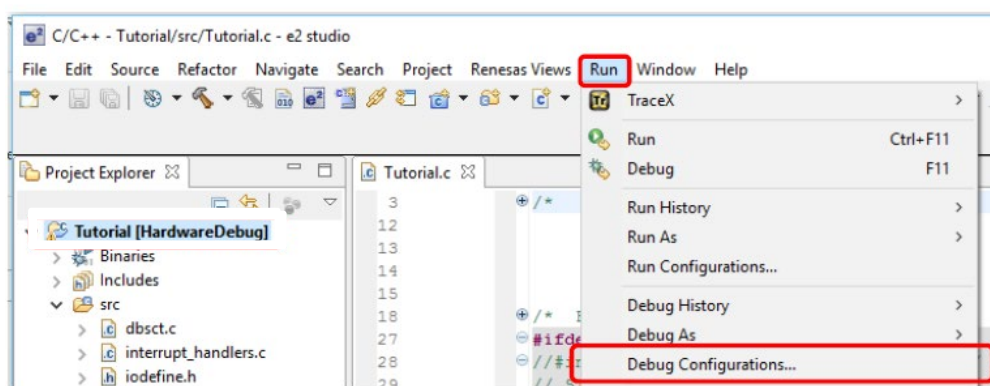 C/C++ - Tutorial/src/Tutorial.c - e2 studio
File Edit Source Refactor Navigate Search Project Renesas Views Run Window Help
TraceX
Run Ctrl+F11
Debug F11
Run History
Run As
Run Configurations...
Debug History
Debug As
Debug Configurations...
Project Explorer
Tutorial [HardwareDebug]
Binaries
Includes
src
dbsct.c
interrupt_handlers.c
iodefine.h
Tutorial.c
3 /*
12
13
14
15
18 /*
27 #ifde
28
29